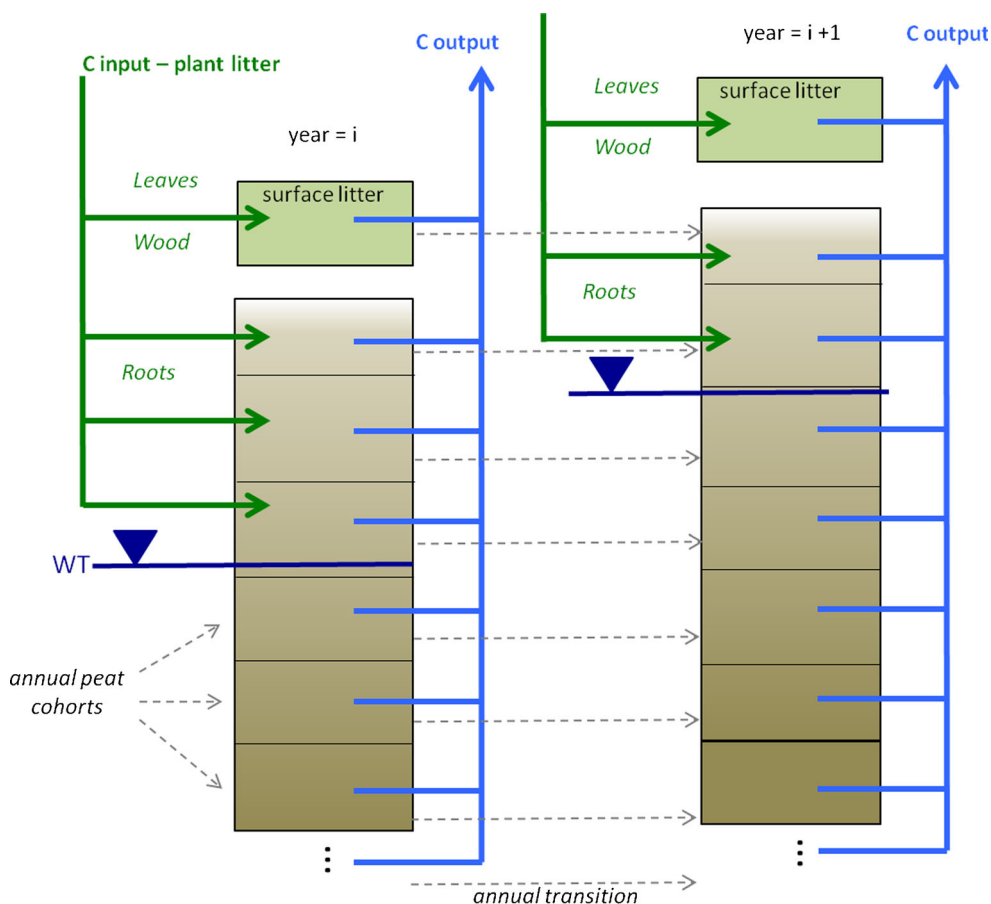 C input – plant litter
year = i
C output
year = i +1
C output
Leaves
Wood
surface litter
Leaves
Wood
surface litter
Roots
Roots
WT
annual peat
cohorts
⋮
⋮
annual transition